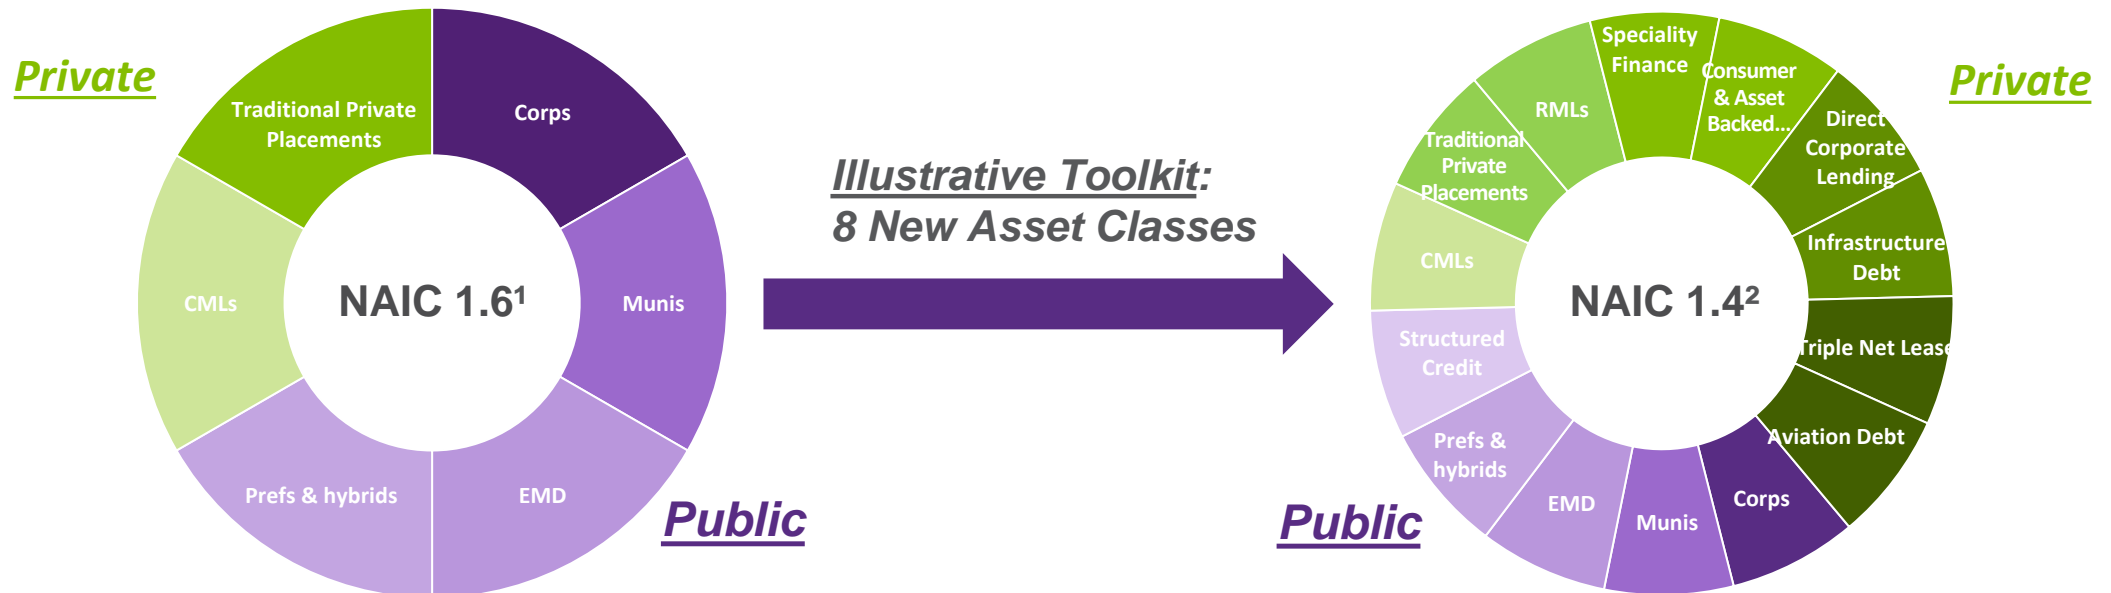 Private
Traditional Private
Placements
Corps
CMLs
NAIC 1.6¹
Munis
Prefs & hybrids
EMD
Public
Illustrative Toolkit:
8 New Asset Classes
Private
Speciality
Finance
Consumer
& Asset
Backed...
RMLs
Direct
Corporate
Lending
Traditional
Private
Placements
Infrastructure
Debt
CMLs
NAIC 1.4²
Structured
Credit
Triple Net Lease
Prefs &
hybrids
Aviation Debt
EMD
Munis
Corps
Public